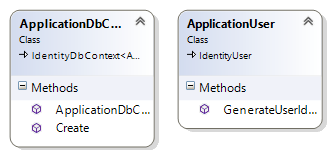 ApplicationDbC...
Class
IdentityDbContext<A...
Methods
ApplicationDbC...
Create
ApplicationUser
Class
IdentityUser
Methods
GenerateUserId...